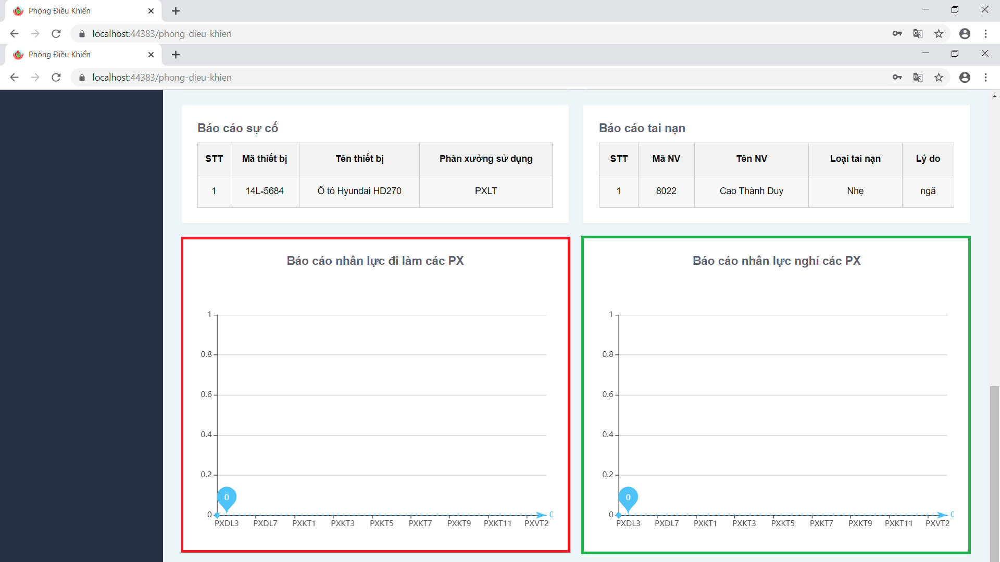 Phòng Điều Khiển
localhost:44383/phong-dieu-khien
Phòng Điều Khiển
localhost:44383/phong-dieu-khien
Báo cáo sự cố
STT Mã thiết bị Tên thiết bị Phân xưởng sử dụng
1 14L-5684 Ô tô Hyundai HD270 PXLT
Báo cáo tai nạn
STT Mã NV Tên NV Loại tai nạn Lý do
1 8022 Cao Thành Duy Nhẹ ngã
Báo cáo nhân lực đi làm các PX
1
0.8
0.6
0.4
0.2
0
0
0
PXDL3 PXDL7 PXKT1 PXKT3 PXKT5 PXKT7 PXKT9 PXKT11 PXVT2
Báo cáo nhân lực nghỉ các PX
1
0.8
0.6
0.4
0.2
0
0
0
PXDL3 PXDL7 PXKT1 PXKT3 PXKT5 PXKT7 PXKT9 PXKT11 PXVT2